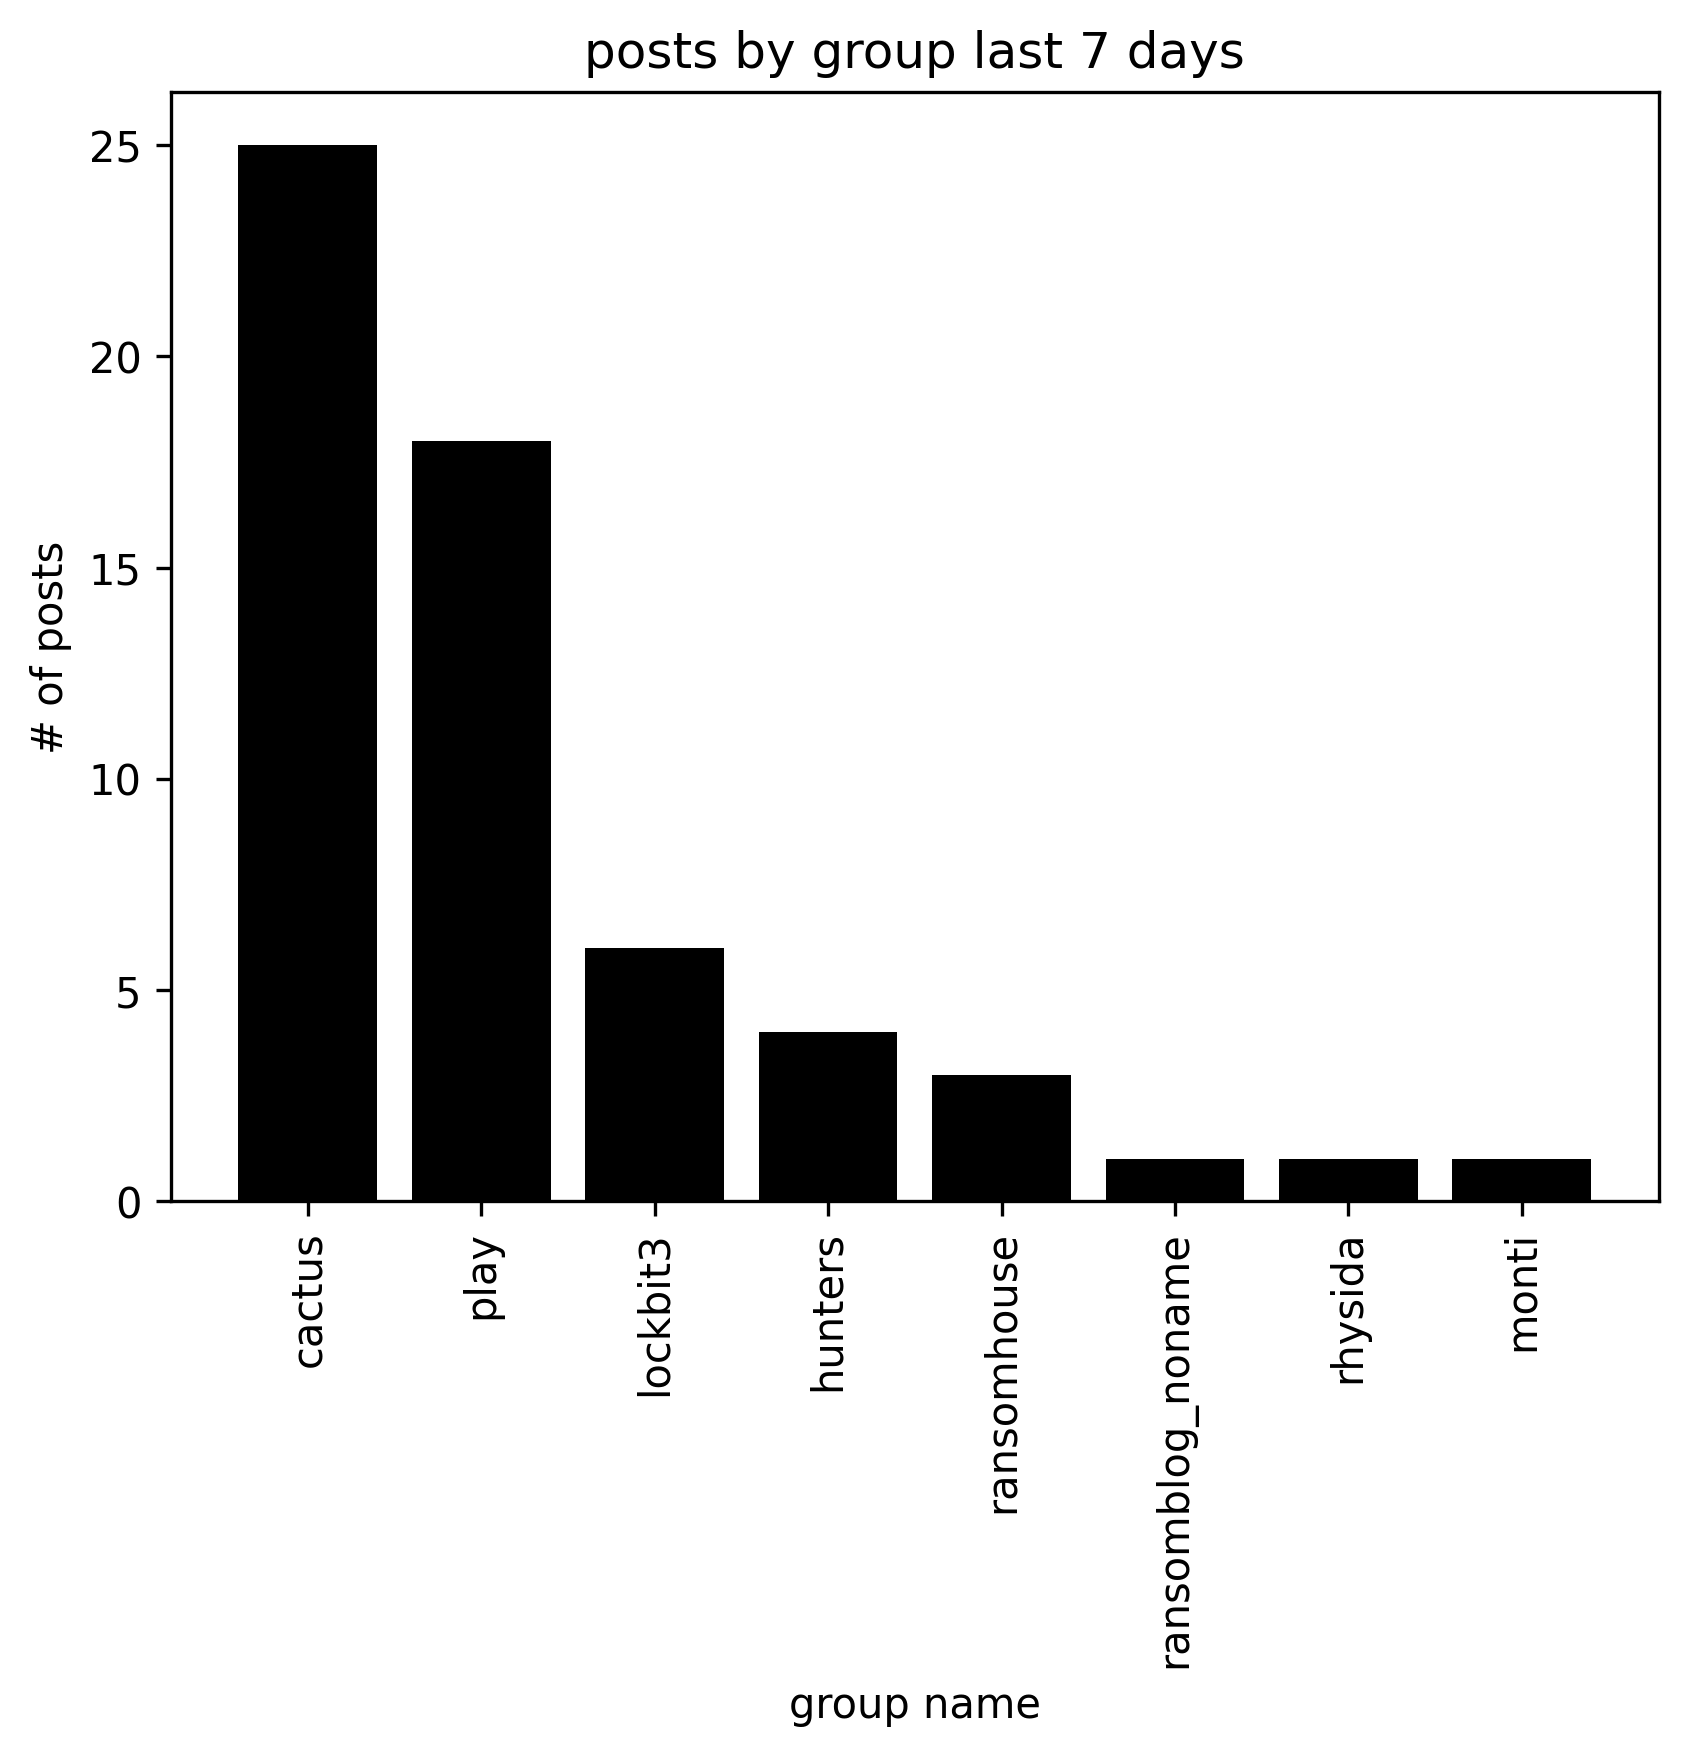 posts by group last 7 days
# of posts
25
20
15
10
5
0
cactus
play
lockbit3
hunters
ransomhouse
ransomblog_noname
rhysida
monti
group name